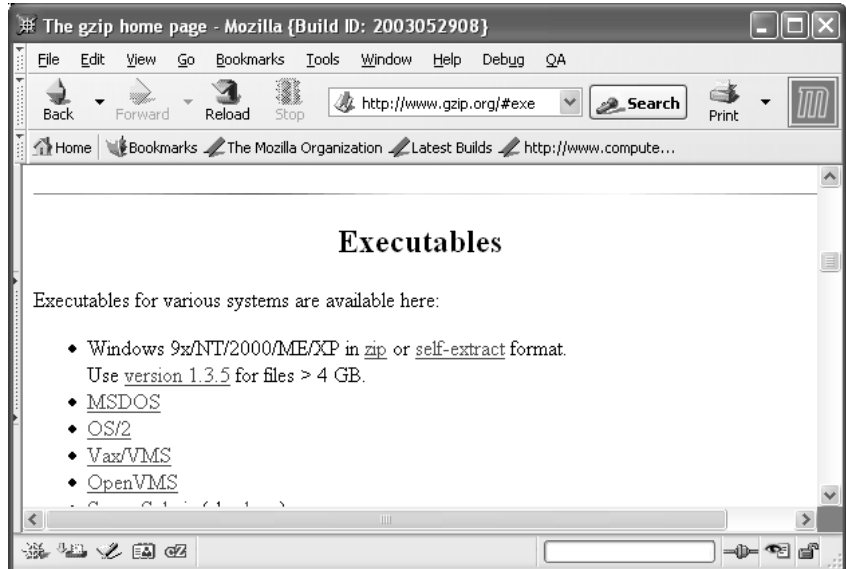 The gzip home page - Mozilla {Build ID: 2003052908}
File Edit View Go Bookmarks Tools Window Help Debug QA
Back Forward Reload Stop http://www.gzip.org/#exe Search Print
Home Bookmarks The Mozilla Organization Latest Builds http://www.compute...
Executables
Executables for various systems are available here:
• Windows 9x/NT/2000/ME/XP in zip or self-extract format.
Use version 1.3.5 for files > 4 GB.
• MSDOS
• OS/2
• Vax/VMS
• OpenVMS